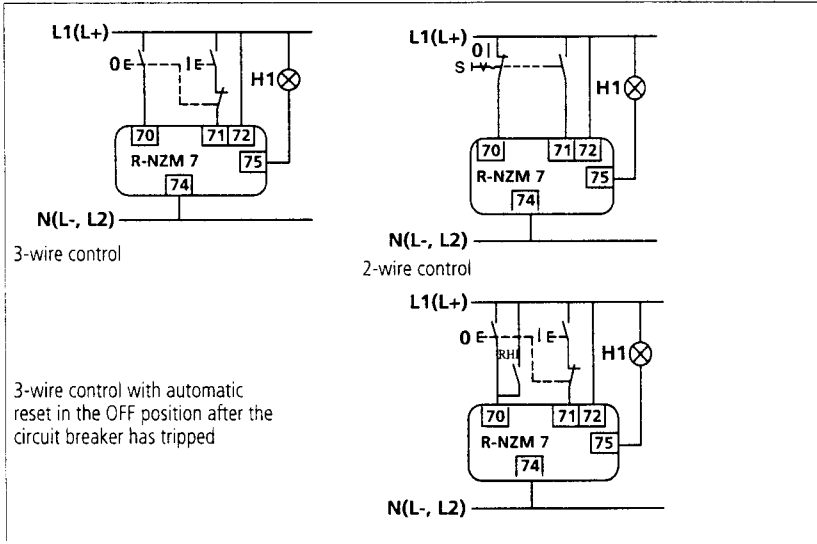 L1(L+)
0 E I E
H1
70 71 72
R-NZM 7 75
74
N(L-, L2)
3-wire control
L1(L+)
0 I
S
H1
70 71 72
R-NZM 7 75
74
N(L-, L2)
2-wire control
L1(L+)
0 E I E
RHI
H1
70 71 72
R-NZM 7 75
74
N(L-, L2)
3-wire control with automatic
reset in the OFF position after the
circuit breaker has tripped